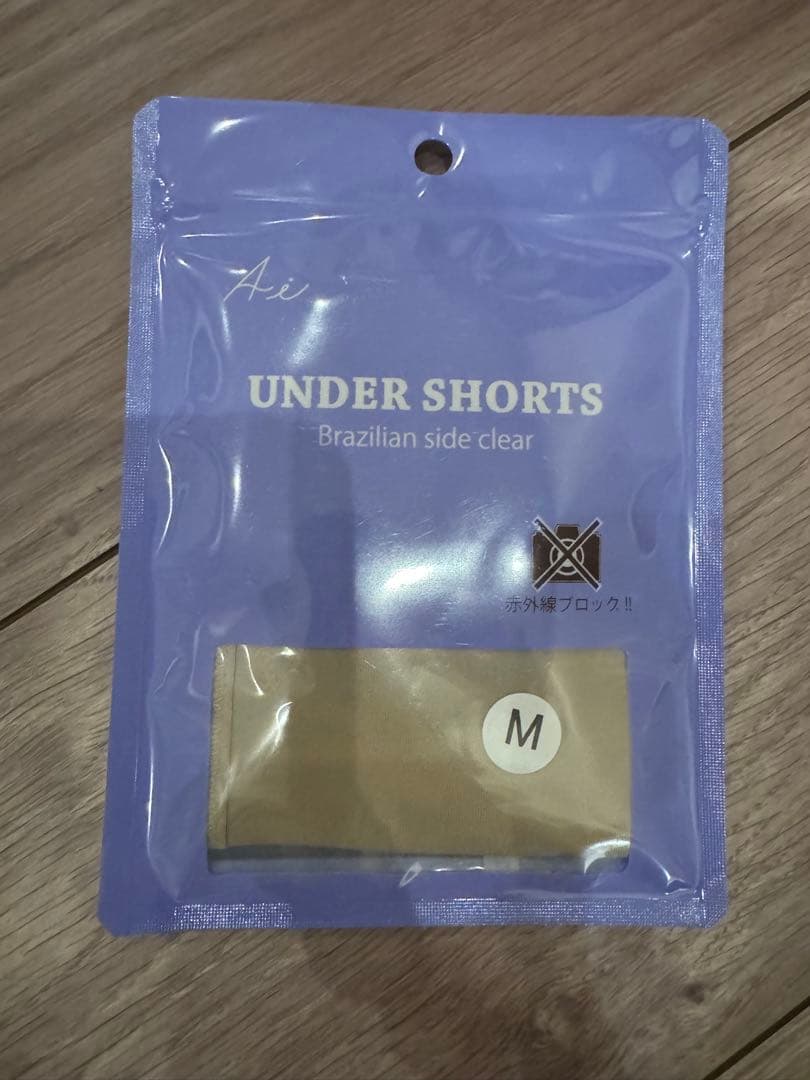 Ai
UNDER SHORTS
Brazilian side clear
赤外線ブロック!!
M